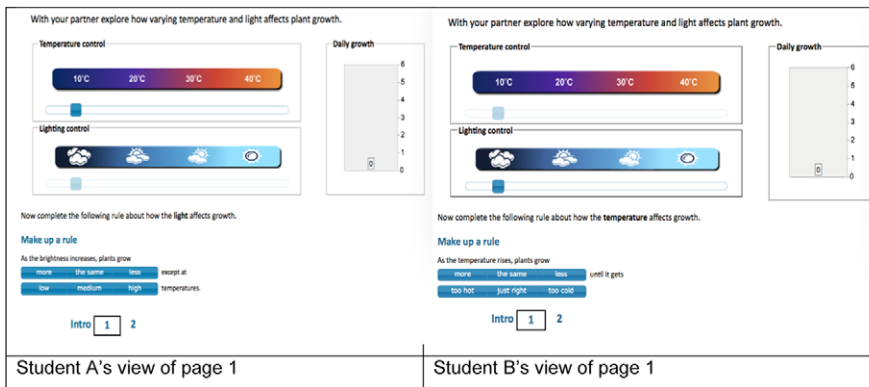 With your partner explore how varying temperature and light affects plant growth.
Temperature control
10°C 20°C 30°C 40°C
Lighting control
Daily growth
6
5
4
3
2
1
0
0
Now complete the following rule about how the light affects growth.
Make up a rule
As the brightness increases, plants grow
more the same less except at
low medium high temperatures.
Intro 1 2
Student A's view of page 1
With your partner explore how varying temperature and light affects plant growth.
Temperature control
10°C 20°C 30°C 40°C
Lighting control
Daily growth
6
5
4
3
2
1
0
0
Now complete the following rule about how the temperature affects growth.
Make up a rule
As the temperature rises, plants grow
more the same less until it gets
too hot just right too cold
Intro 1 2
Student B's view of page 1